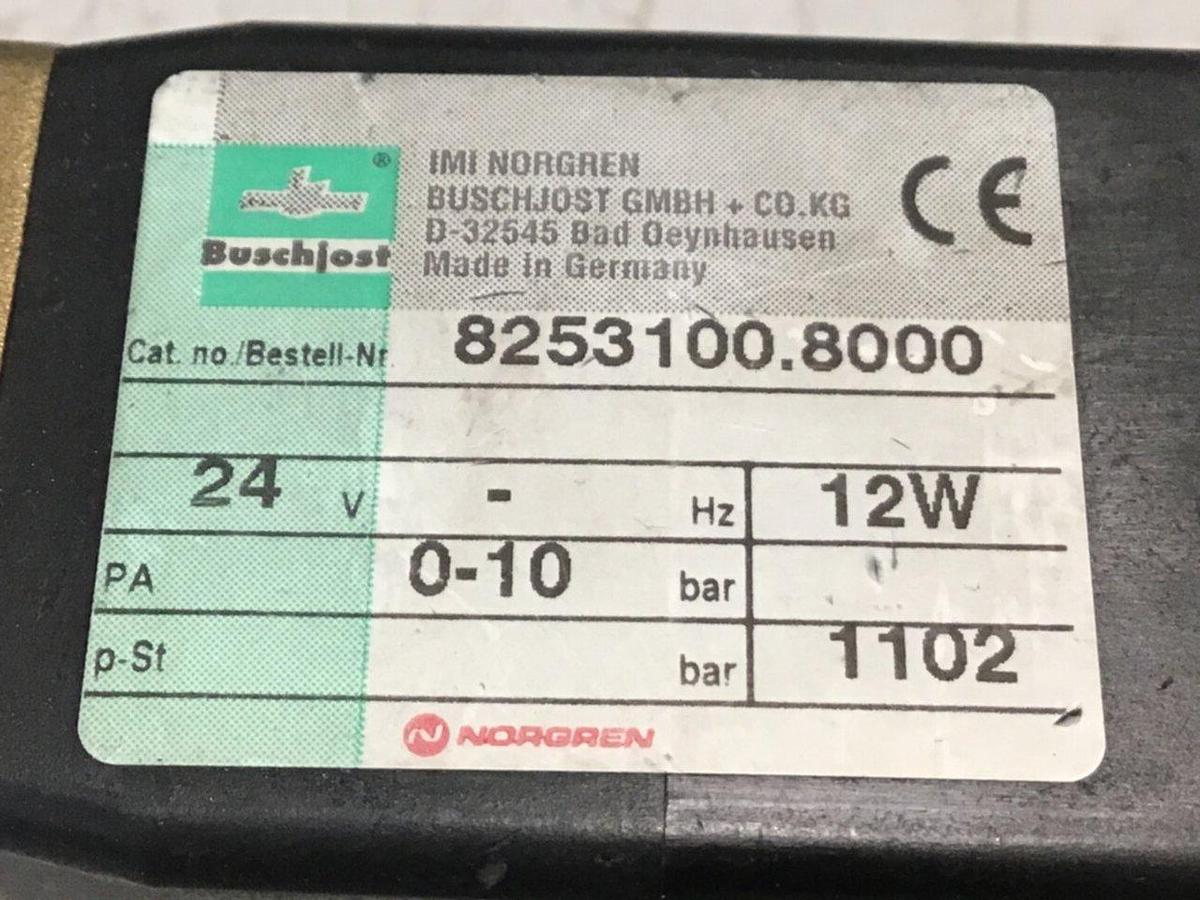 ®
Buschjost
IMI NORGREN
BUSCHJOST GMBH + CO.KG
D-32545 Bad Oeynhausen
Made in Germany
CE
Cat. no./Bestell-Nr. 8253100.8000
24 V - Hz 12W
PA 0-10 bar
p-St bar 1102
N NORGREN